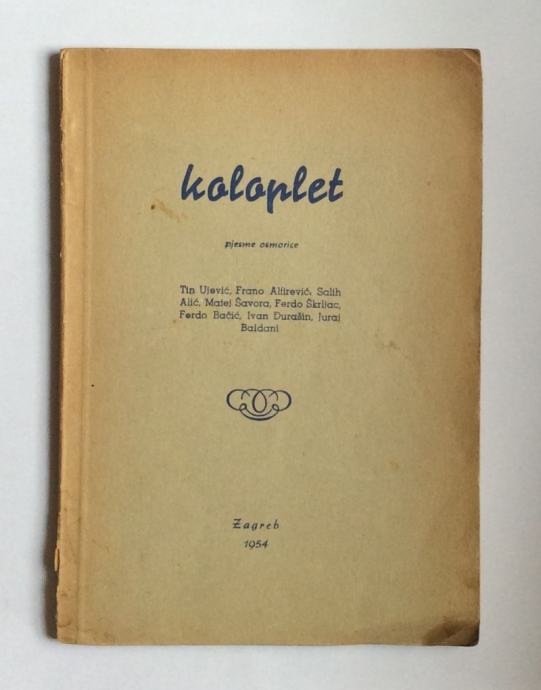 koloplet
pjesme osmorice
Tin Ujević, Frano Alfirević, Salih
Alić, Matej Šavora, Ferdo Škrljac,
Ferdo Bačić, Ivan Đurašin, Juraj
Baldani
Zagreb
1954